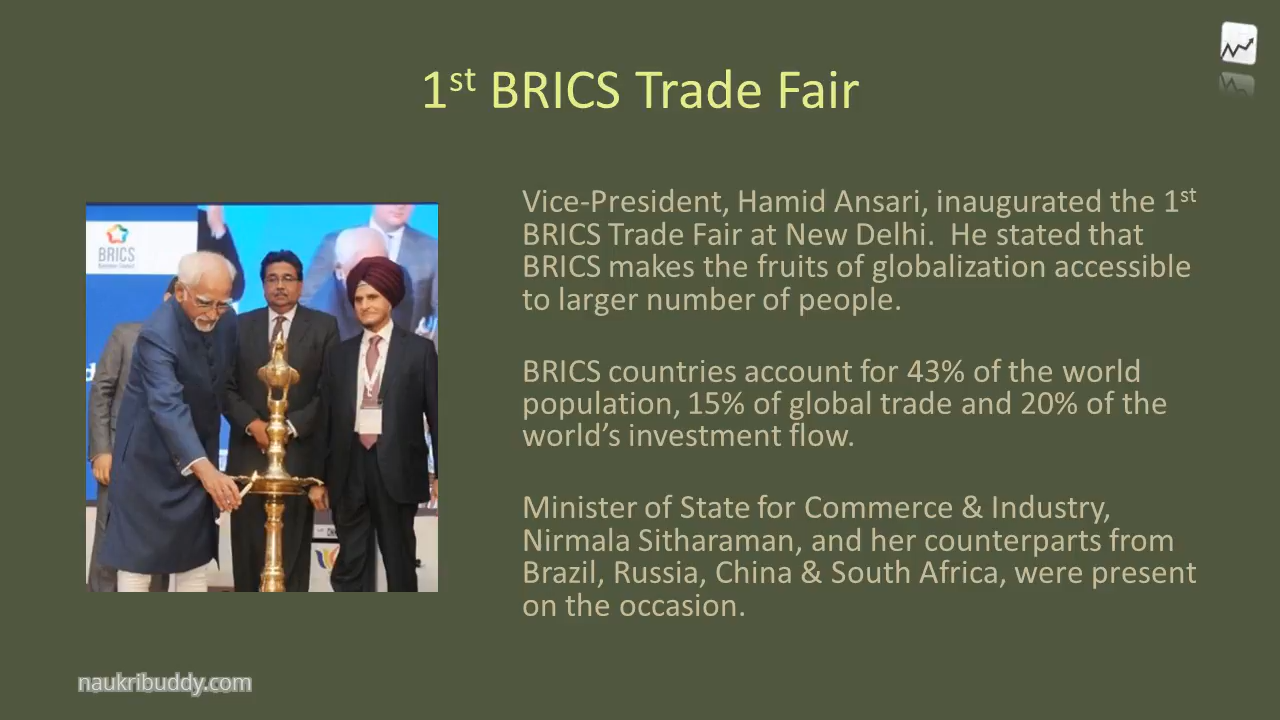 1st BRICS Trade Fair
Vice-President, Hamid Ansari, inaugurated the 1st
BRICS Trade Fair at New Delhi. He stated that
BRICS makes the fruits of globalization accessible
to larger number of people.
BRICS countries account for 43% of the world
population, 15% of global trade and 20% of the
world’s investment flow.
Minister of State for Commerce & Industry,
Nirmala Sitharaman, and her counterparts from
Brazil, Russia, China & South Africa, were present
on the occasion.
BRICS
naukribuddy.com